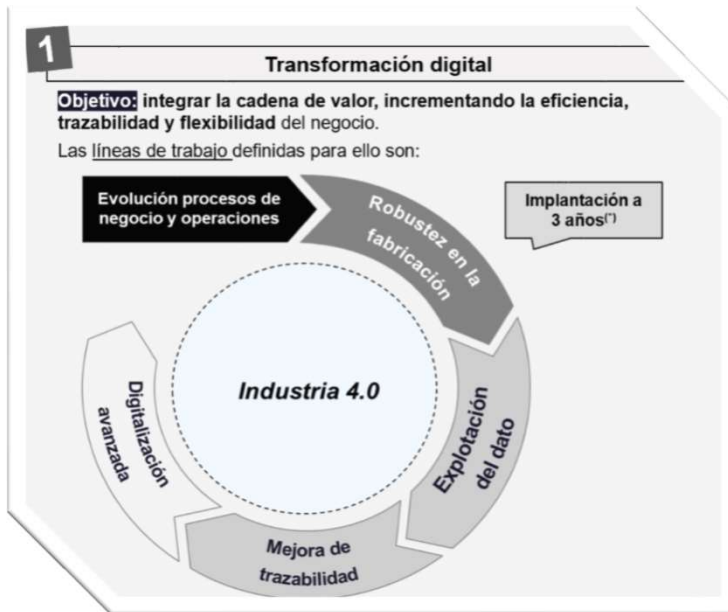 1
Transformación digital
Objetivo: integrar la cadena de valor, incrementando la eficiencia,
trazabilidad y flexibilidad del negocio.
Las líneas de trabajo definidas para ello son:
Evolución procesos de
negocio y operaciones
Robustez en la
fabricación
Implantación a
3 años(*)
Industria 4.0
Explotación
del dato
Mejora de
trazabilidad
Digitalización
avanzada